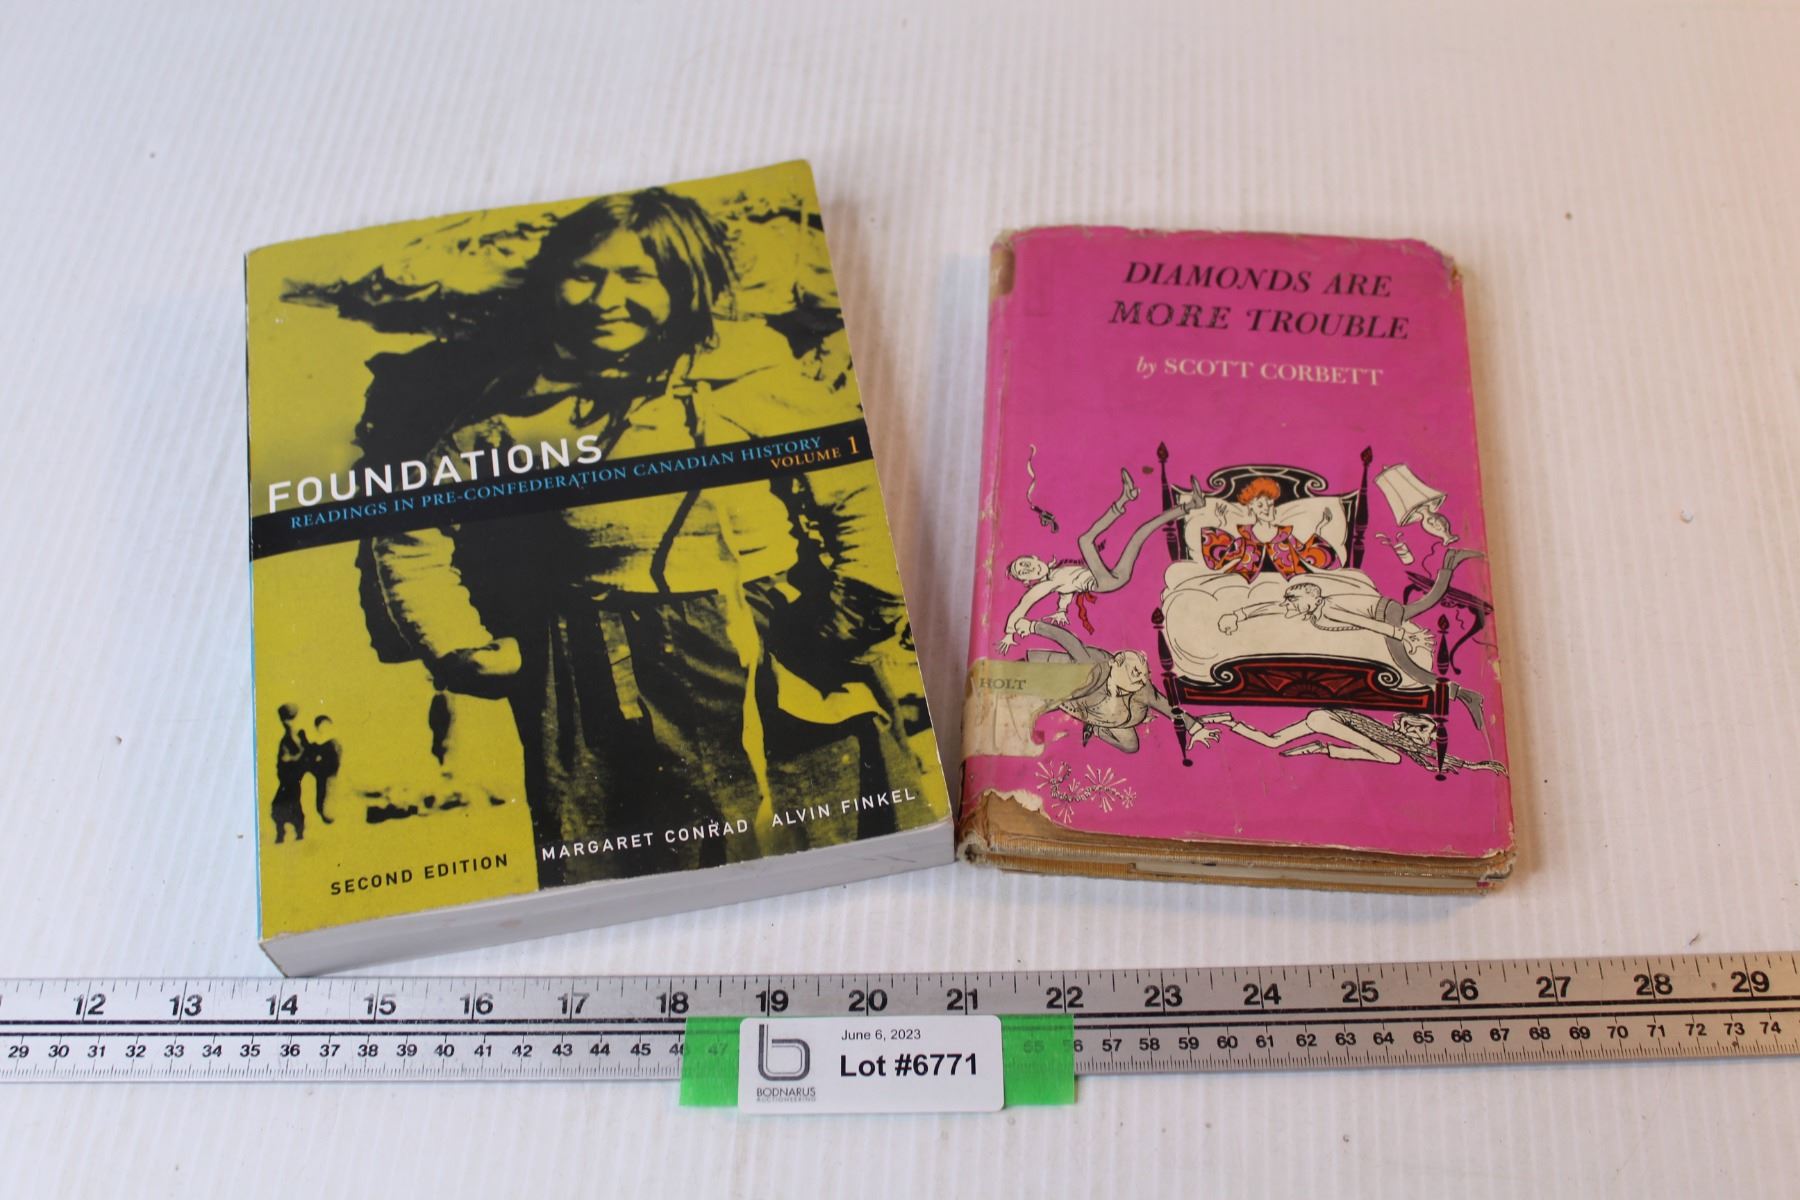 FOUNDATIONS
READINGS IN PRE-CONFEDERATION CANADIAN HISTORY
VOLUME 1
SECOND EDITION
MARGARET CONRAD ALVIN FINKEL
DIAMONDS ARE
MORE TROUBLE
by SCOTT CORBETT
HOLT
12 13 14 15 16 17 18 19 20 21 22 23 24 25 26 27 28 29
29 30 31 32 33 34 35 36 37 38 39 40 41 42 43 44 45 46 47 65 56 57 58 59 60 61 62 63 64 65 66 67 68 69 70 71 72 73 74
June 6, 2023
Lot #6771
BODNARUS
AUCTIONEERING